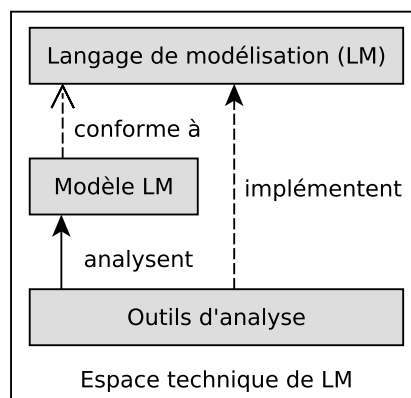 Langage de modélisation (LM)
conforme à
Modèle LM
implémentent
analysent
Outils d'analyse
Espace technique de LM